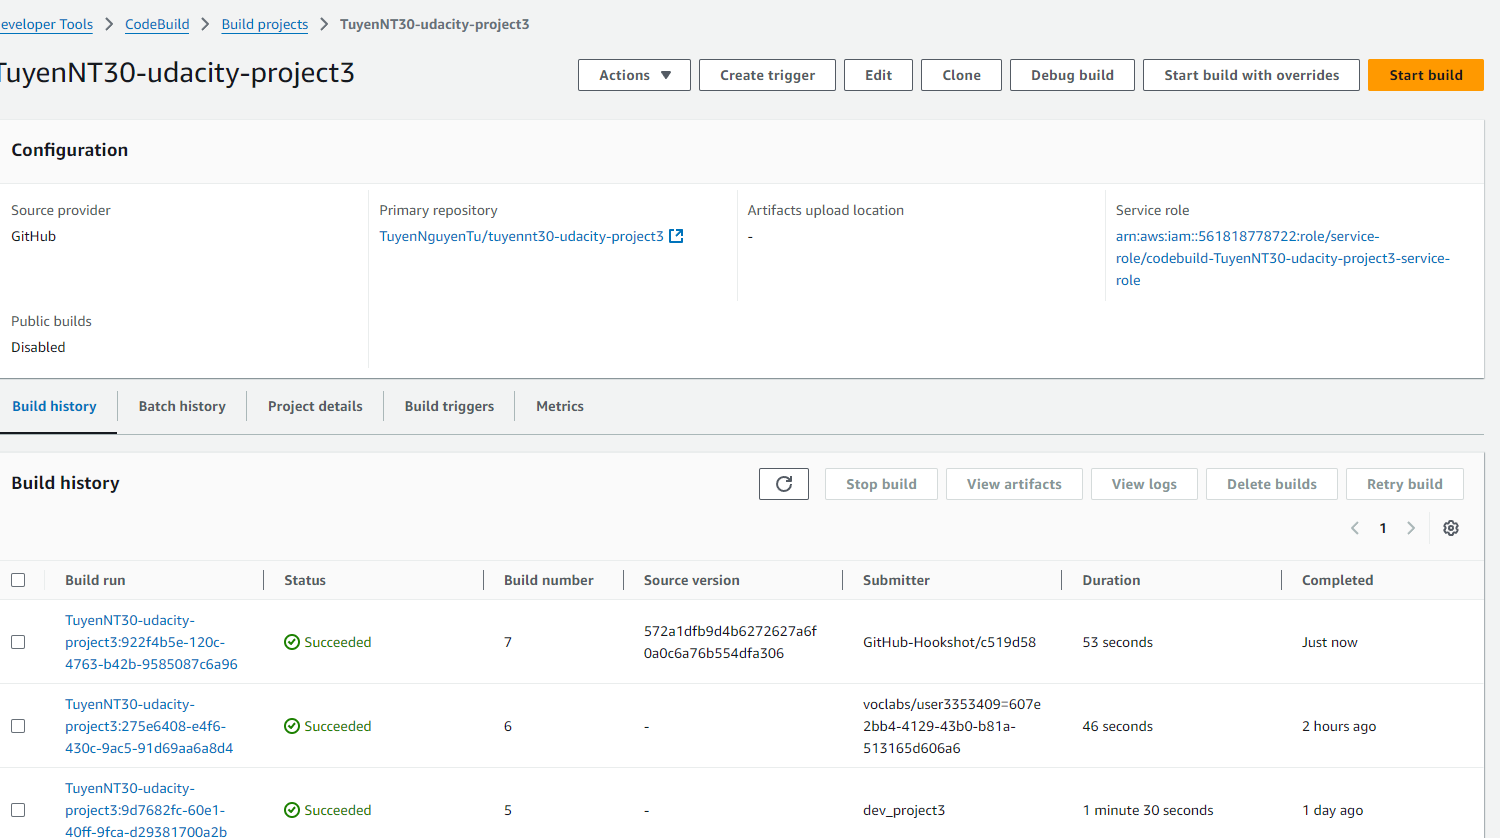 eveloper Tools > CodeBuild > Build projects > TuyenNT30-udacity-project3
TuyenNT30-udacity-project3
Actions Create trigger Edit Clone Debug build Start build with overrides Start build
Configuration
Source provider
GitHub
Primary repository
TuyenNguyenTu/tuyennt30-udacity-project3
Artifacts upload location
-
Service role
arn:aws:iam::561818778722:role/service-
role/codebuild-TuyenNT30-udacity-project3-service-
role
Public builds
Disabled
Build history Batch history Project details Build triggers Metrics
Build history
Stop build View artifacts View logs Delete builds Retry build
1
Build run Status Build number Source version Submitter Duration Completed
TuyenNT30-udacity-
project3:922f4b5e-120c-
4763-b42b-9585087c6a96
Succeeded
7
572a1dfb9d4b6272627a6f
0a0c6a76b554dfa306
GitHub-Hookshot/c519d58
53 seconds
Just now
TuyenNT30-udacity-
project3:275e6408-e4f6-
430c-9ac5-91d69aa6a8d4
Succeeded
6
-
voclabs/user3353409=607e
2bb4-4129-43b0-b81a-
513165d606a6
46 seconds
2 hours ago
TuyenNT30-udacity-
project3:9d7682fc-60e1-
40ff-9fca-d29381700a2b
Succeeded
5
-
dev_project3
1 minute 30 seconds
1 day ago